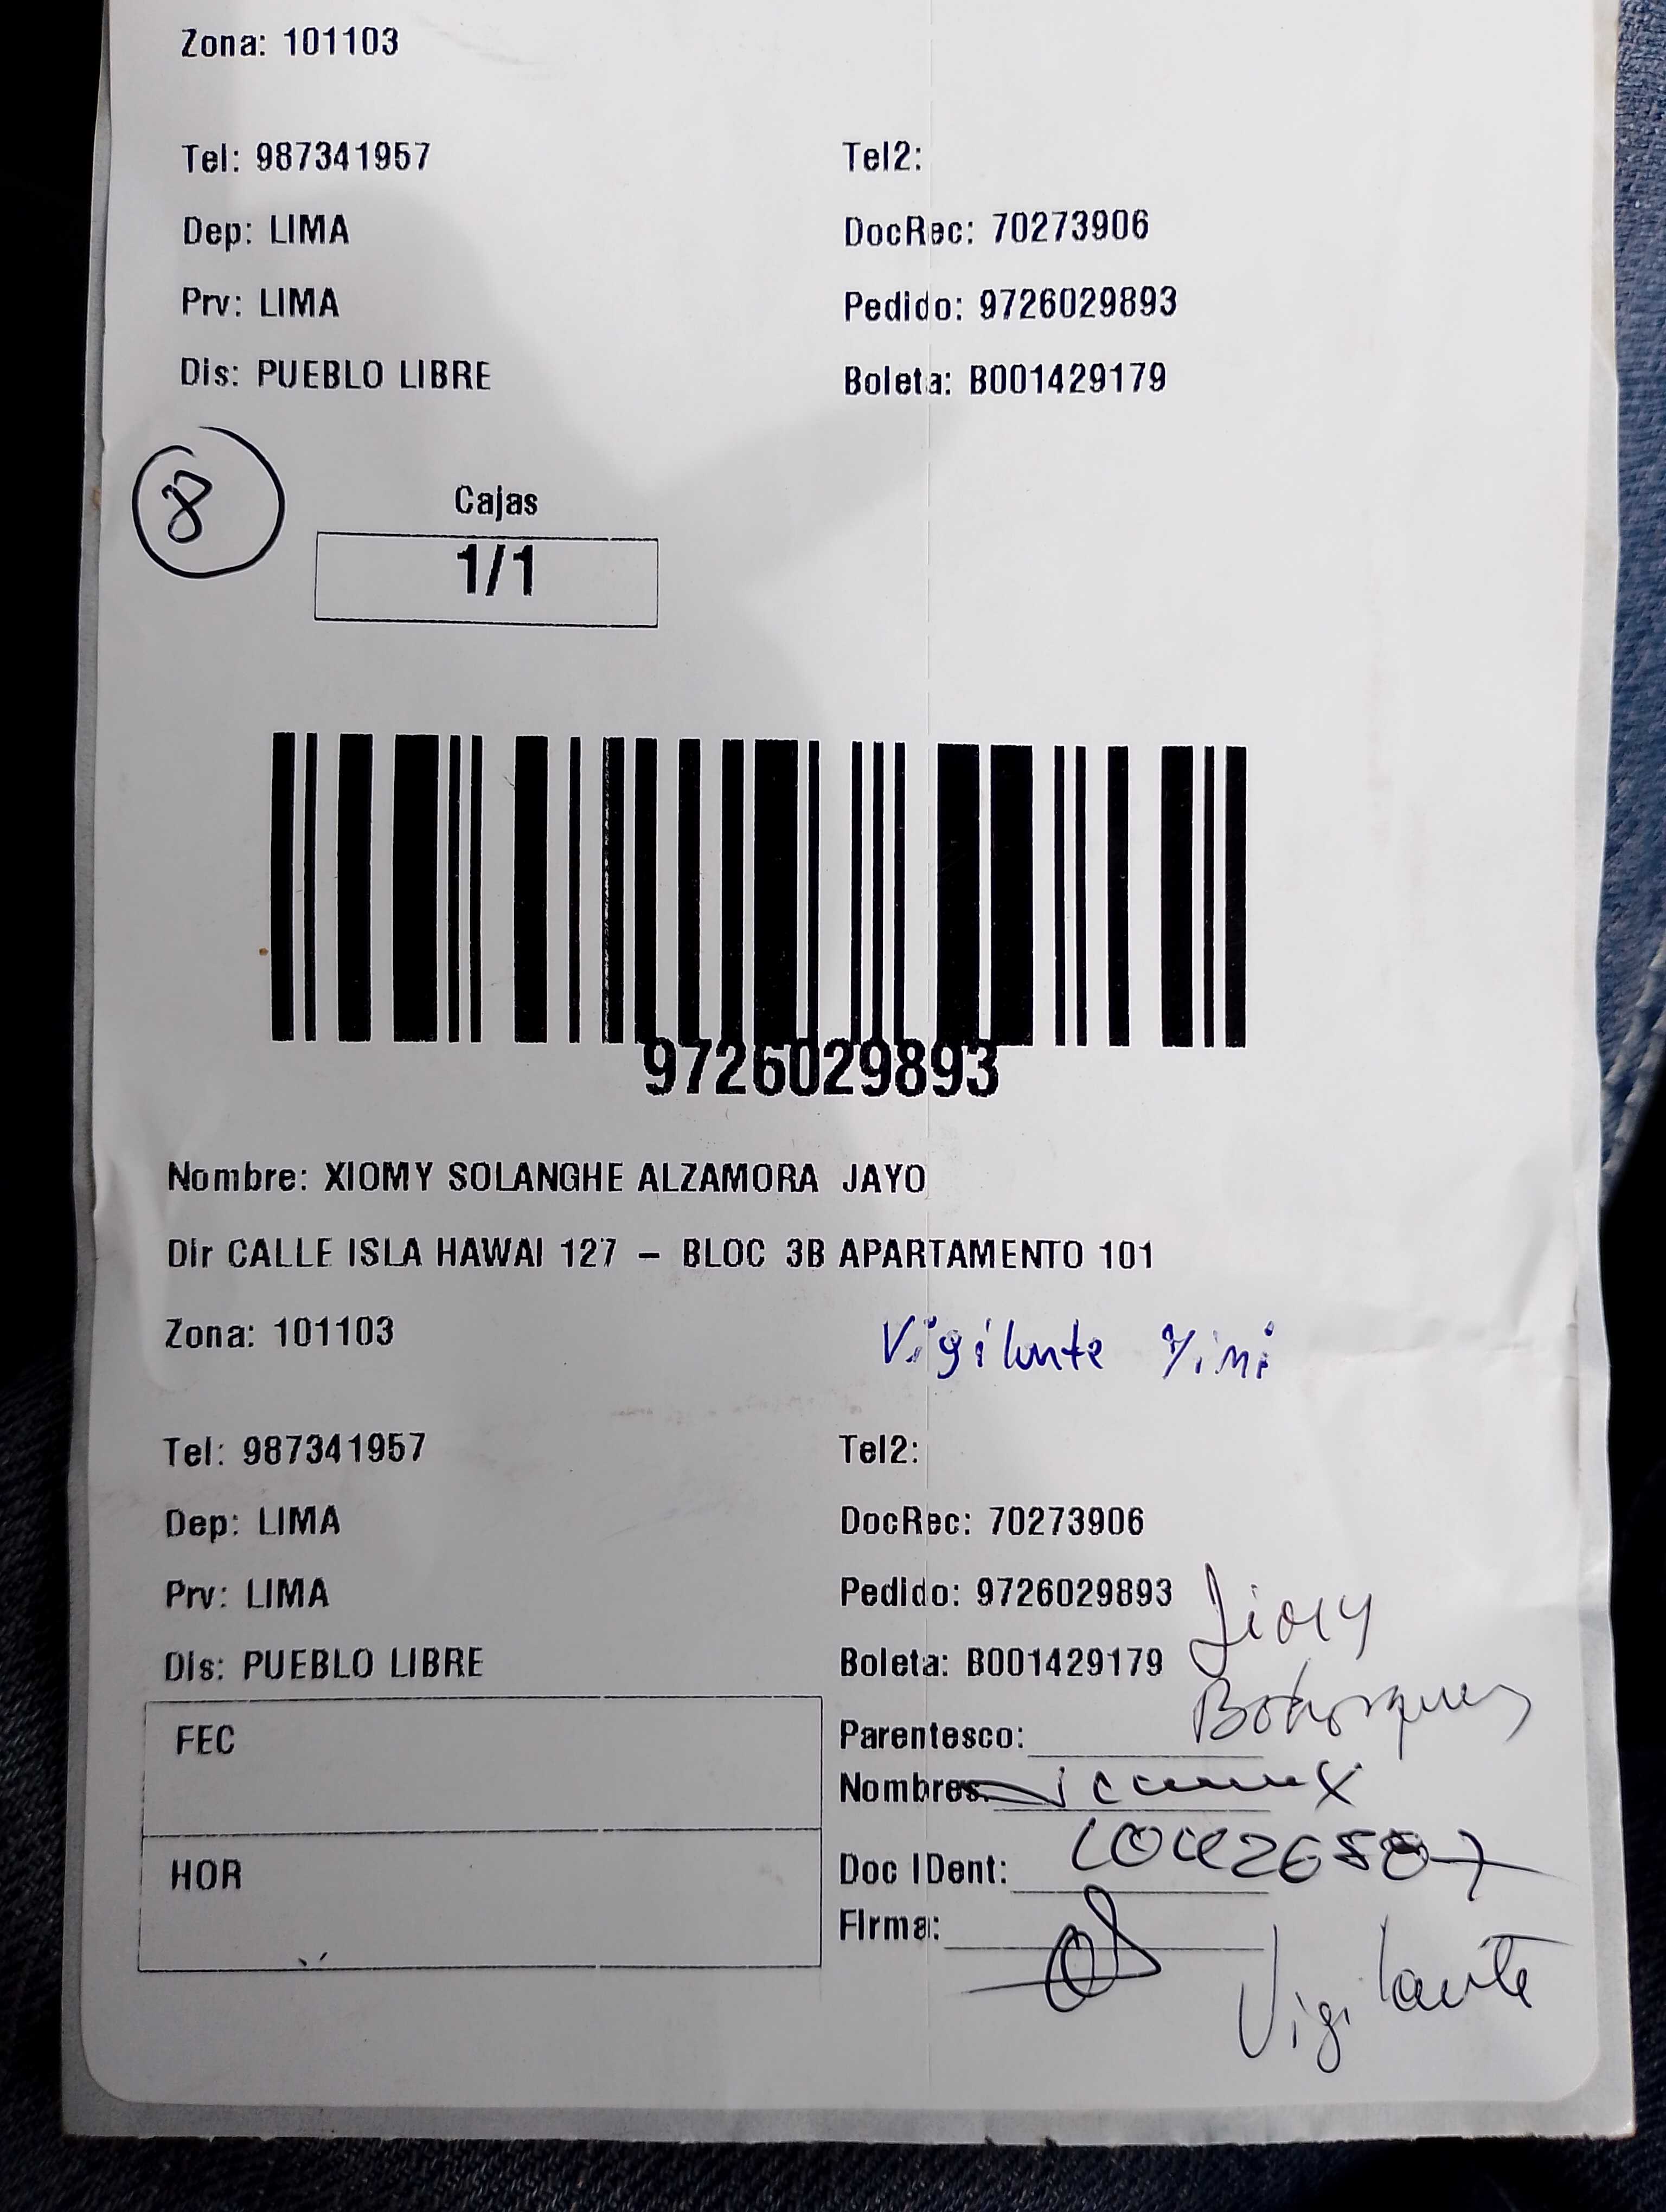 Zona: 101103
Tel: 987341957 Tel2:
Dep: LIMA DocRec: 70273906
Prv: LIMA Pedido: 9726029893
Dis: PUEBLO LIBRE Boleta: B001429179
8
Cajas
1/1
9726029893
Nombre: XIOMY SOLANGHE ALZAMORA JAYO
Dir CALLE ISLA HAWAI 127 – BLOC 3B APARTAMENTO 101
Zona: 101103
Vigilante
Tel: 987341957 Tel2:
Dep: LIMA DocRec: 70273906
Prv: LIMA Pedido: 9726029893
Dis: PUEBLO LIBRE Boleta: B001429179
FEC
HOR
Parentesco:
Nombres:
Doc IDent:
Firma:
Vigilante